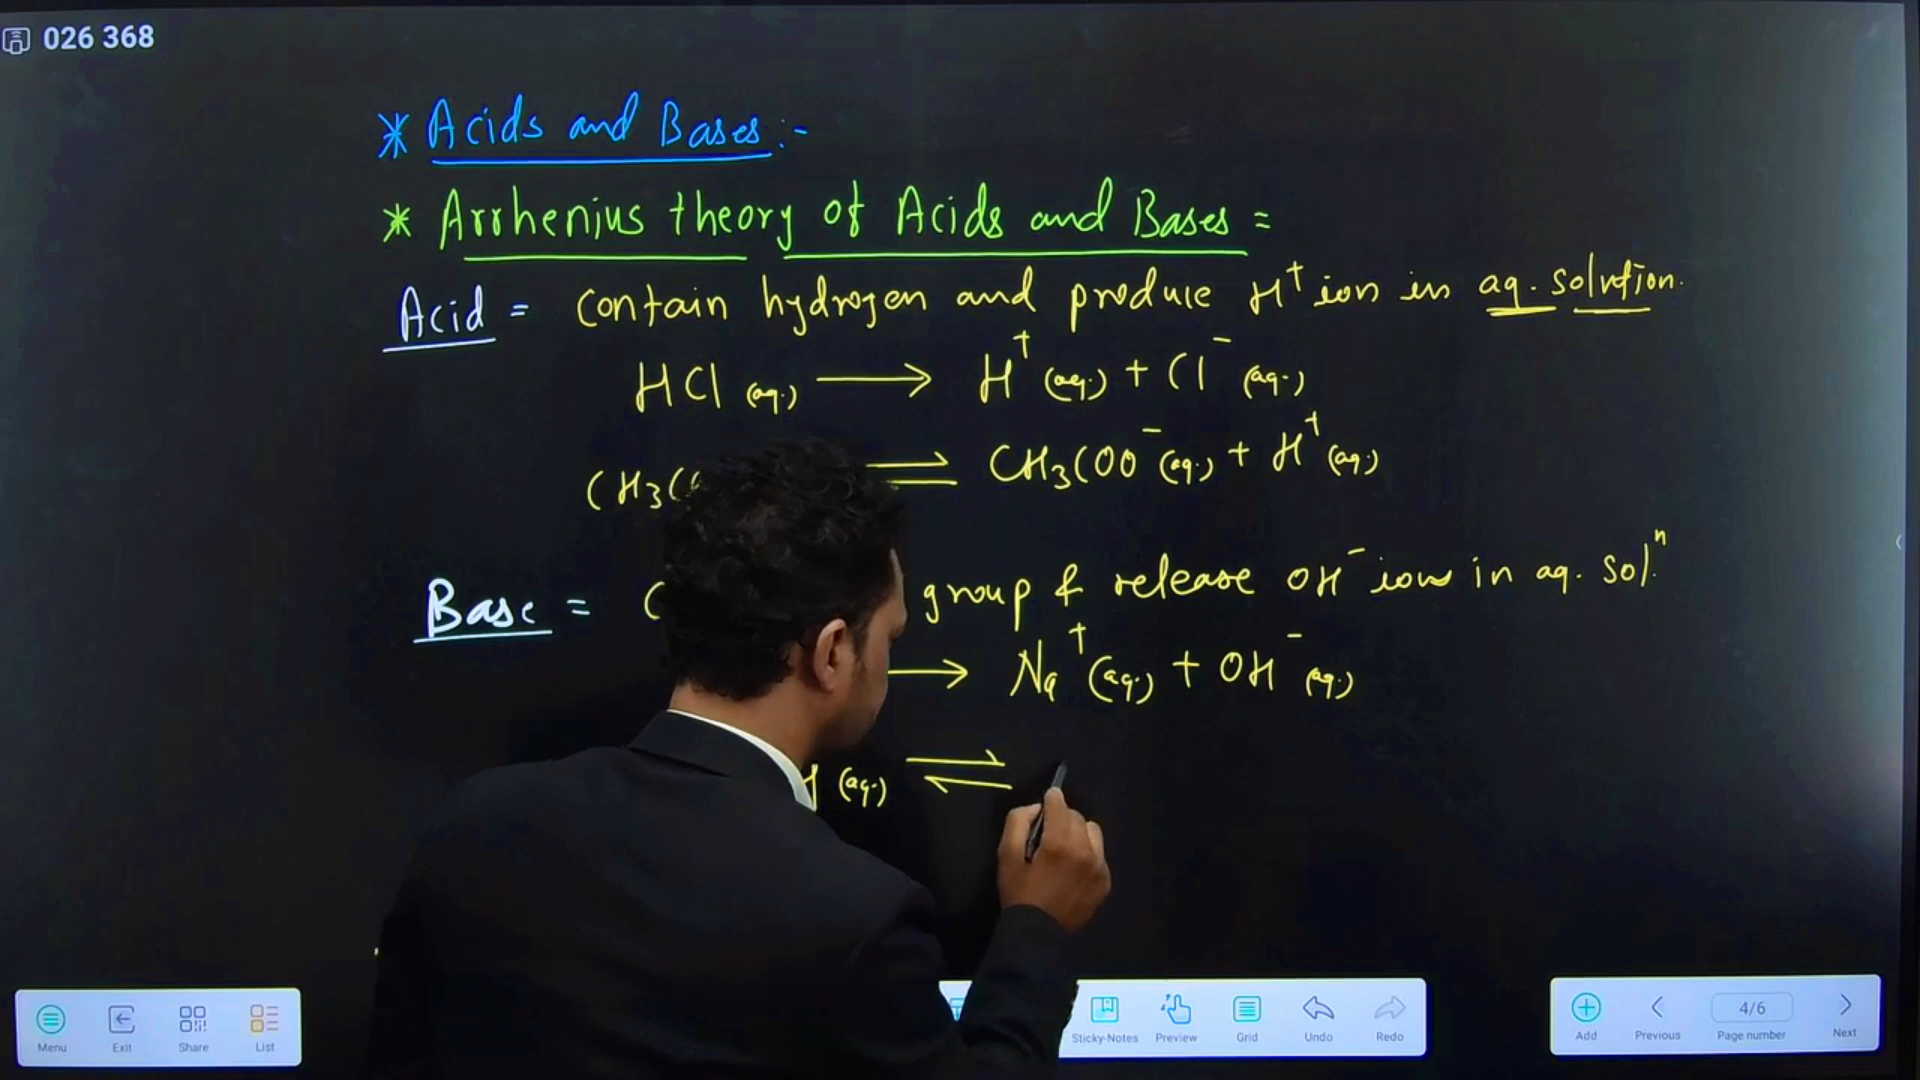 026 368
* Acids and Bases :-
* Arrhenius theory of Acids and Bases =
Acid = Contain hydrogen and produce H⁺ ion in aq. solution.
HCl (aq.) ⟶ H⁺ (aq.) + Cl⁻ (aq.)
CH₃C ⇌ CH₃COO⁻ (aq.) + H⁺ (aq.)
Base = group & release OH⁻ ions in aq. solⁿ.
⟶ Na⁺ (aq.) + OH⁻ (aq.)
(aq.) ⇌
Menu Exit Share List Sticky-Notes Preview Grid Undo Redo Add Previous 4/6 Page number Next